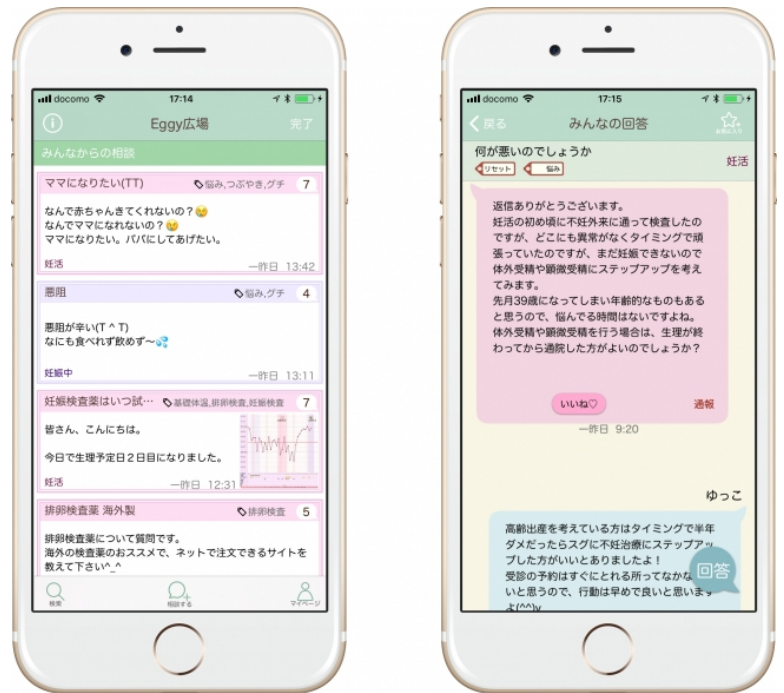 docomo 17:14
Eggy広場 完了
みんなからの相談
ママになりたい(TT) 悩み,つぶやき,グチ 7
なんで赤ちゃんきてくれないの？😢
なんでママになれないの？😢
ママになりたい。パパにしてあげたい。
妊活 一昨日 13:42
悪阻 悩み,グチ 4
悪阻が辛い(T ^ T)
なにも食べれず飲めず〜💦
妊娠中 一昨日 13:11
妊娠検査薬はいつ試… 基礎体温,排卵検査,妊娠検査 7
皆さん、こんにちは。
今日で生理予定日２日目になりました。
妊活 一昨日 12:31
排卵検査薬 海外製 排卵検査 5
排卵検査薬について質問です。
海外の検査薬のおススメで、ネットで注文できるサイトを
教えて下さい^_^
検索 相談する マイページ
docomo 17:15
戻る みんなの回答 お気に入り
何が悪いのでしょうか
リセット 悩み 妊活
返信ありがとうございます。
妊活の初め頃に不妊外来に通って検査したの
ですが、どこにも異常がなくタイミングで頑
張っていたのですが、まだ妊娠できないので
体外受精や顕微受精にステップアップを考え
てみます。
先月39歳になってしまい年齢的なものもある
と思うので、悩んでる時間はないですよね。
体外受精や顕微受精を行う場合は、生理が終
わってから通院した方がよいのでしょうか？
いいね♡ 通報
一昨日 9:20
ゆっこ
高齢出産を考えている方はタイミングで半年
ダメだったらスグに不妊治療にステップアッ
プした方がいいとありましたよ！
受診の予約はすぐにとれる所ってなかな
いと思うので、行動は早めで良いと思います
よ(^^)v
回答